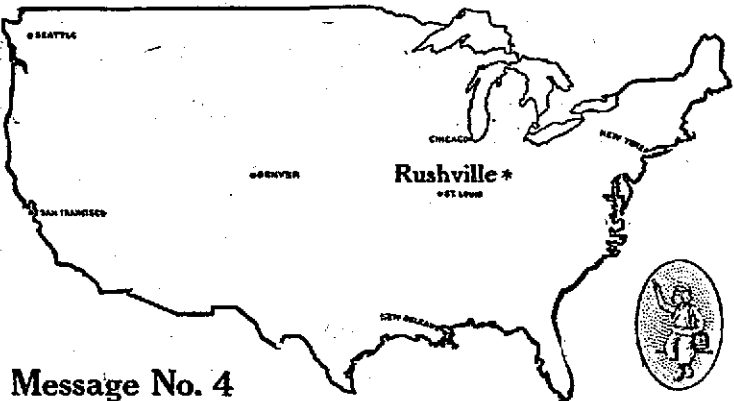 SEATTLE
CHICAGO
NEW YORK
DENVER
Rushville *
ST. LOUIS
SAN FRANCISCO
NEW ORLEANS
Message No. 4